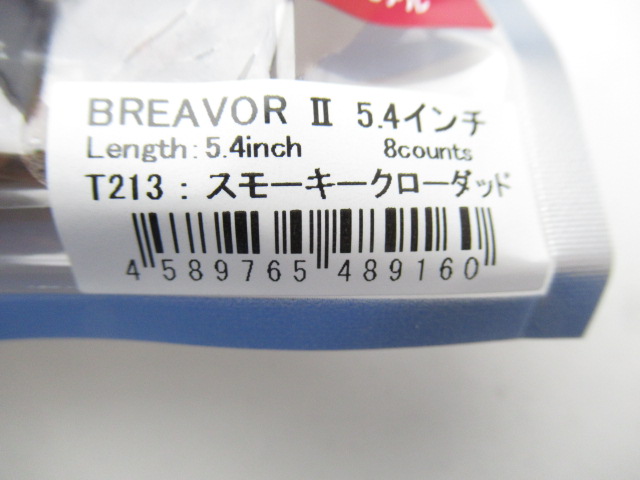 BREAVOR Ⅱ 5.4インチ
Length: 5.4inch 8counts
T213 : スモーキークローダッド
4 589765 489160